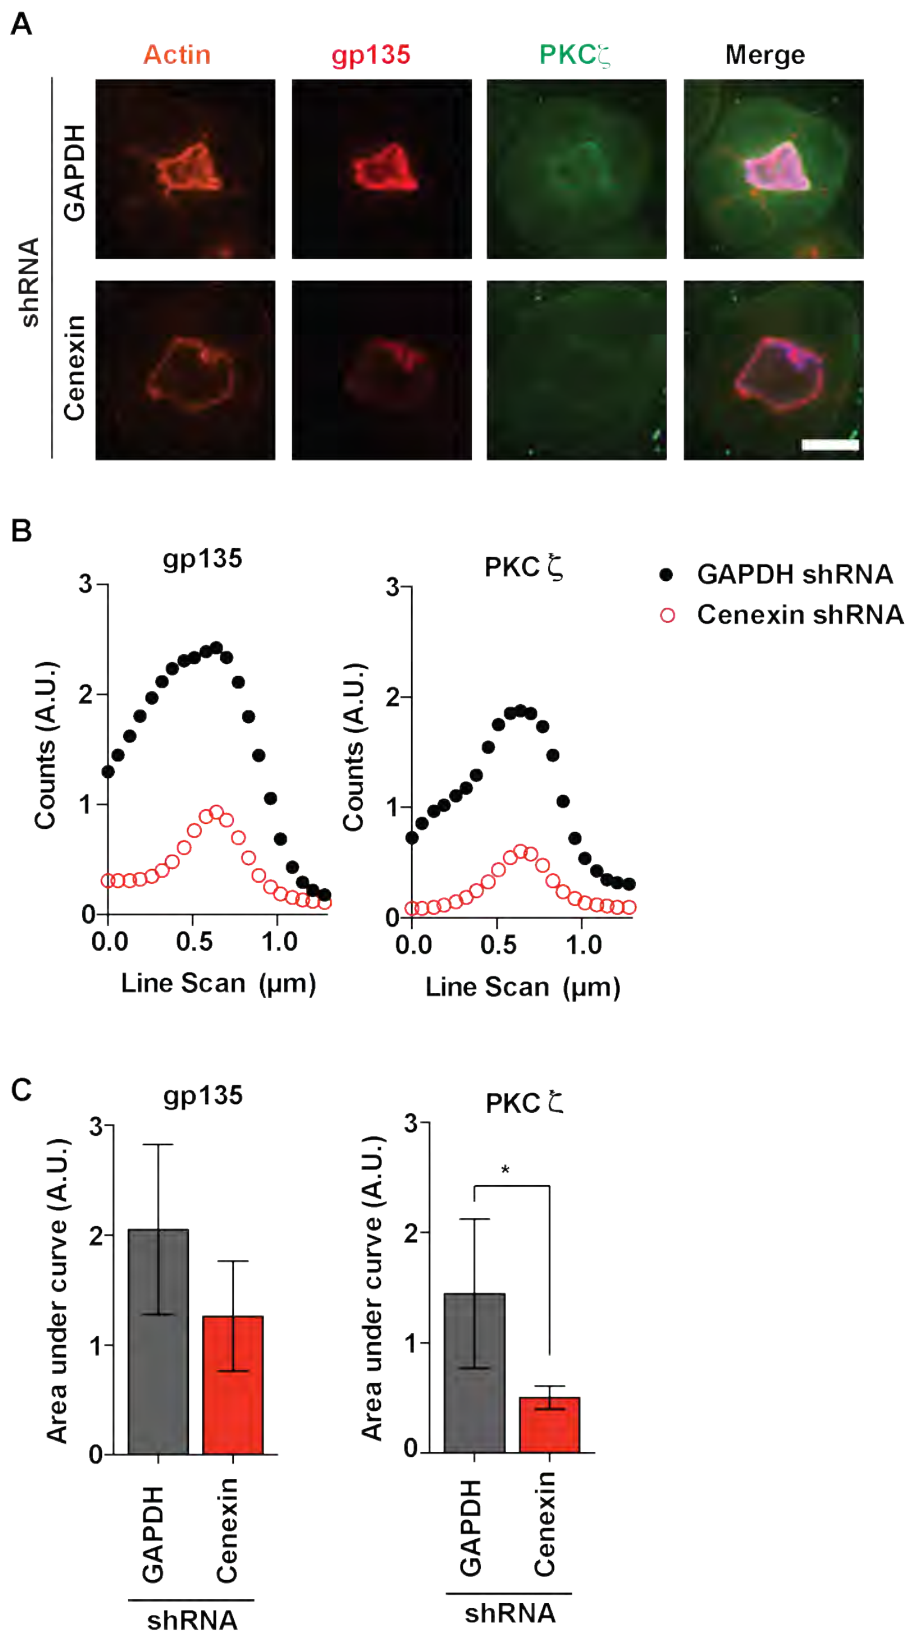 A
Actin gp135 PKCζ Merge
shRNA
GAPDH
Cenexin
B
gp135
3
2
1
0
0.0 0.5 1.0
Counts (A.U.)
Line Scan (µm)
PKC ζ
3
2
1
0
0.0 0.5 1.0
Counts (A.U.)
Line Scan (µm)
GAPDH shRNA
Cenexin shRNA
C
gp135
3
2
1
0
Area under curve (A.U.)
GAPDH
Cenexin
shRNA
PKC ζ
3
2
1
0
Area under curve (A.U.)
*
GAPDH
Cenexin
shRNA